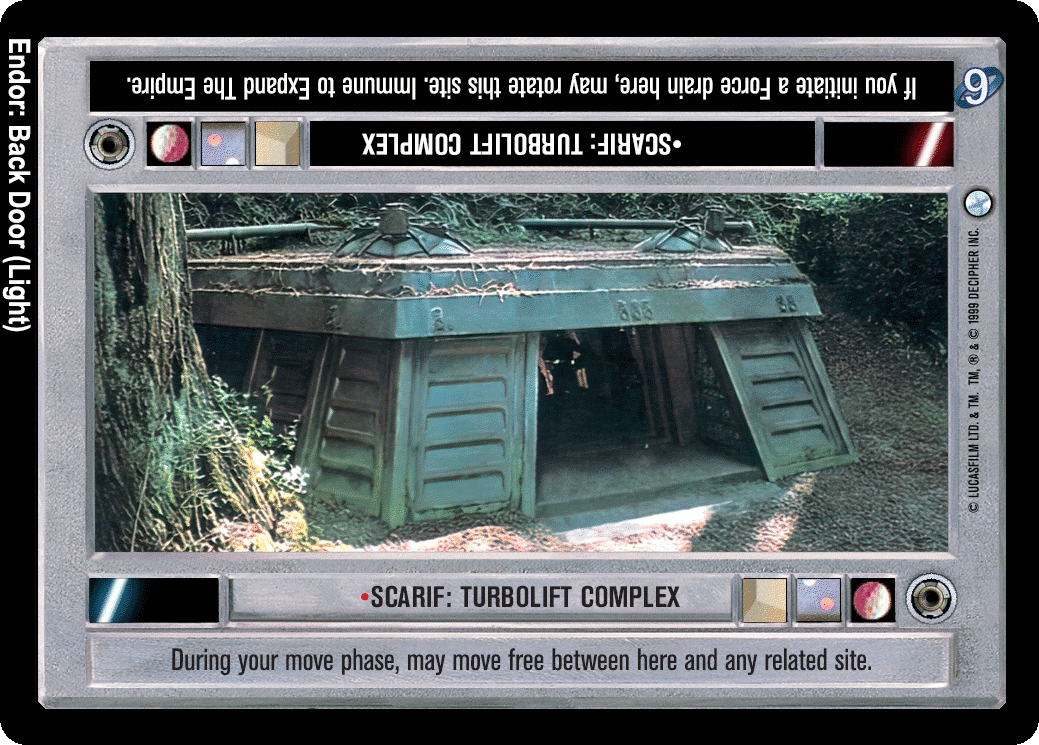 If you initiate a Force drain here, may rotate this site. Immune to Expand The Empire.
9
•SCARIF: TURBOLIFT COMPLEX
Endor: Back Door (Light)
© LUCASFILM LTD. & TM. TM, ® & © 1999 DECIPHER INC.
•SCARIF: TURBOLIFT COMPLEX
During your move phase, may move free between here and any related site.